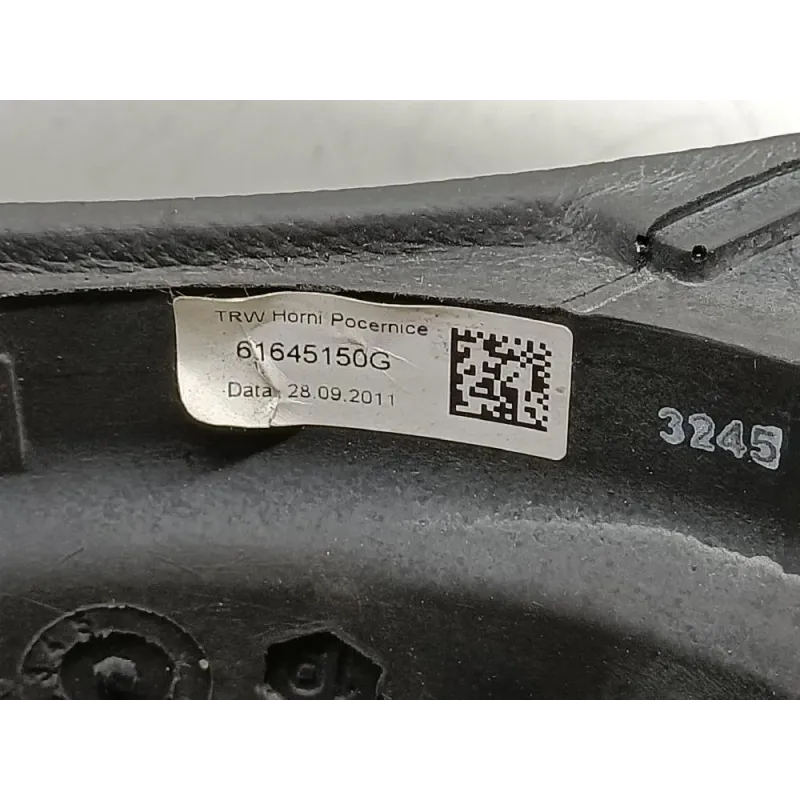 TRW Horni Pocernice
61645150G
Data 28.09.2011
3245